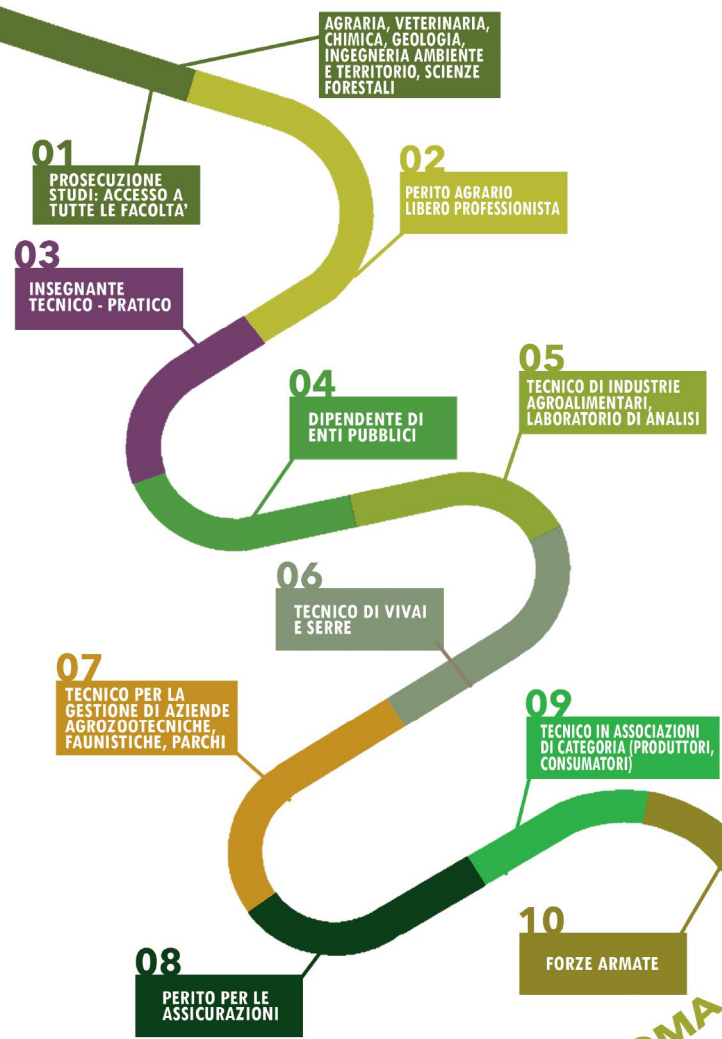 AGRARIA, VETERINARIA,
CHIMICA, GEOLOGIA,
INGEGNERIA AMBIENTE
E TERRITORIO, SCIENZE
FORESTALI
01
PROSECUZIONE
STUDI: ACCESSO A
TUTTE LE FACOLTA'
02
PERITO AGRARIO
LIBERO PROFESSIONISTA
03
INSEGNANTE
TECNICO - PRATICO
04
DIPENDENTE DI
ENTI PUBBLICI
05
TECNICO DI INDUSTRIE
AGROALIMENTARI,
LABORATORIO DI ANALISI
06
TECNICO DI VIVAI
E SERRE
07
TECNICO PER LA
GESTIONE DI AZIENDE
AGROZOOTECNICHE,
FAUNISTICHE, PARCHI
08
PERITO PER LE
ASSICURAZIONI
09
TECNICO IN ASSOCIAZIONI
DI CATEGORIA (PRODUTTORI,
CONSUMATORI)
10
FORZE ARMATE